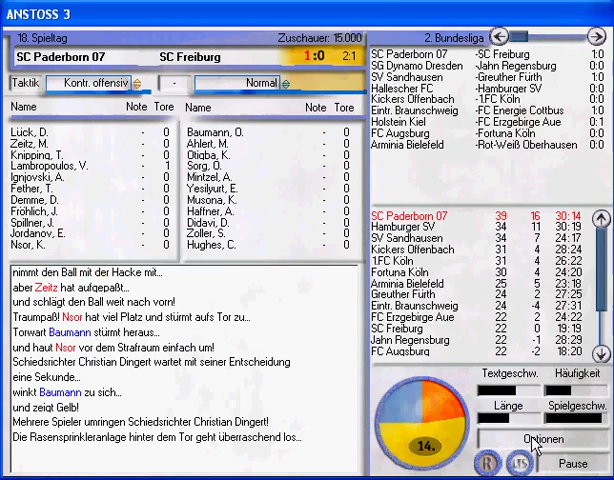 ANSTOSS 3
18. Spieltag Zuschauer: 15.000
SC Paderborn 07 SC Freiburg 1:0 2:1
Taktik Kontr. offensiv - Normal
Name Note Tore Name Note Tore
Lück, D. - 0 Baumann, O. - 0
Zeitz, M. - 0 Ahlert, M. - 0
Knipping, T. - 0 Otigba, K. - 0
Lambropoulos, V. - 1 Sorg, O. - 0
Ignjovski, A. - 0 Mintzel, A. - 0
Fether, T. - 0 Yesilyurt, E. - 0
Demme, D. - 0 Musona, K. - 0
Fröhlich, J. - 0 Haffner, A. - 0
Spillner, J. - 0 Didavi, D. - 0
Jordanov, E. - 0 Zoller, S. - 0
Nsor, K. - 0 Hughes, C. - 0
nimmt den Ball mit der Hacke mit...
aber Zeitz hat aufgepaßt...
und schlägt den Ball weit nach vorn!
Traumpaß! Nsor hat viel Platz und stürmt aufs Tor zu...
Torwart Baumann stürmt heraus...
und haut Nsor vor dem Strafraum einfach um!
Schiedsrichter Christian Dingert wartet mit seiner Entscheidung
eine Sekunde...
winkt Baumann zu sich...
und zeigt Gelb!
Mehrere Spieler umringen Schiedsrichter Christian Dingert!
Die Rasensprinkleranlage hinter dem Tor geht überraschend los...
2. Bundesliga
SC Paderborn 07 -SC Freiburg 1:0
SG Dynamo Dresden -Jahn Regensburg 0:0
SV Sandhausen -Greuther Fürth 1:0
Hallescher FC -Hamburger SV 0:0
Kickers Offenbach -1.FC Köln 0:0
Eintr. Braunschweig -FC Energie Cottbus 1:0
Holstein Kiel -FC Erzgebirge Aue 0:1
FC Augsburg -Fortuna Köln 0:0
Arminia Bielefeld -Rot-Weiß Oberhausen 0:0
SC Paderborn 07 39 16 30:14
Hamburger SV 34 11 30:19
SV Sandhausen 34 7 24:17
Kickers Offenbach 31 4 28:24
1.FC Köln 31 4 26:22
Fortuna Köln 30 4 24:20
Arminia Bielefeld 25 5 23:18
Greuther Fürth 24 2 27:25
Eintr. Braunschweig 24 -4 27:31
FC Erzgebirge Aue 22 2 24:22
SC Freiburg 22 0 19:19
Jahn Regensburg 22 -1 28:29
FC Augsburg 22 -2 18:20
14.
Textgeschw. Häufigkeit
Länge Spielgeschw.
Optionen
R LTS Pause